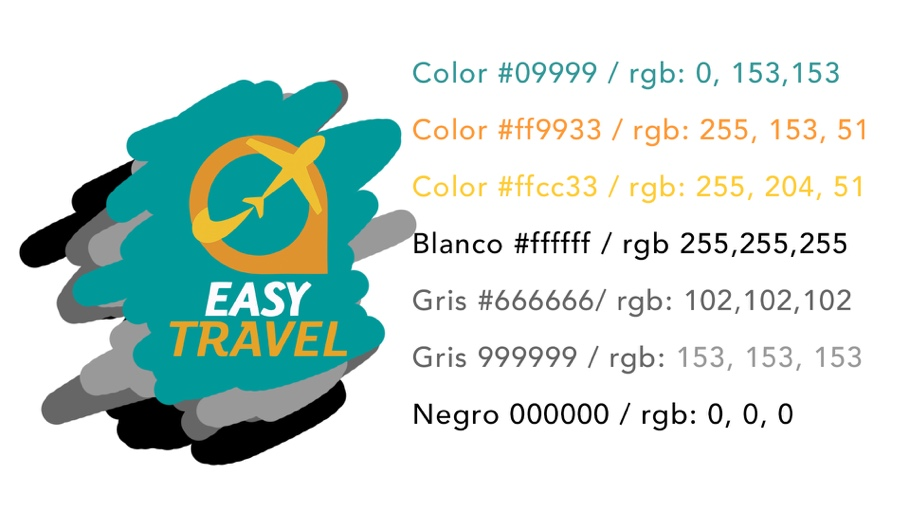 EASY
TRAVEL
Color #09999 / rgb: 0, 153,153
Color #ff9933 / rgb: 255, 153, 51
Color #ffcc33 / rgb: 255, 204, 51
Blanco #ffffff / rgb 255,255,255
Gris #666666/ rgb: 102,102,102
Gris 999999 / rgb: 153, 153, 153
Negro 000000 / rgb: 0, 0, 0